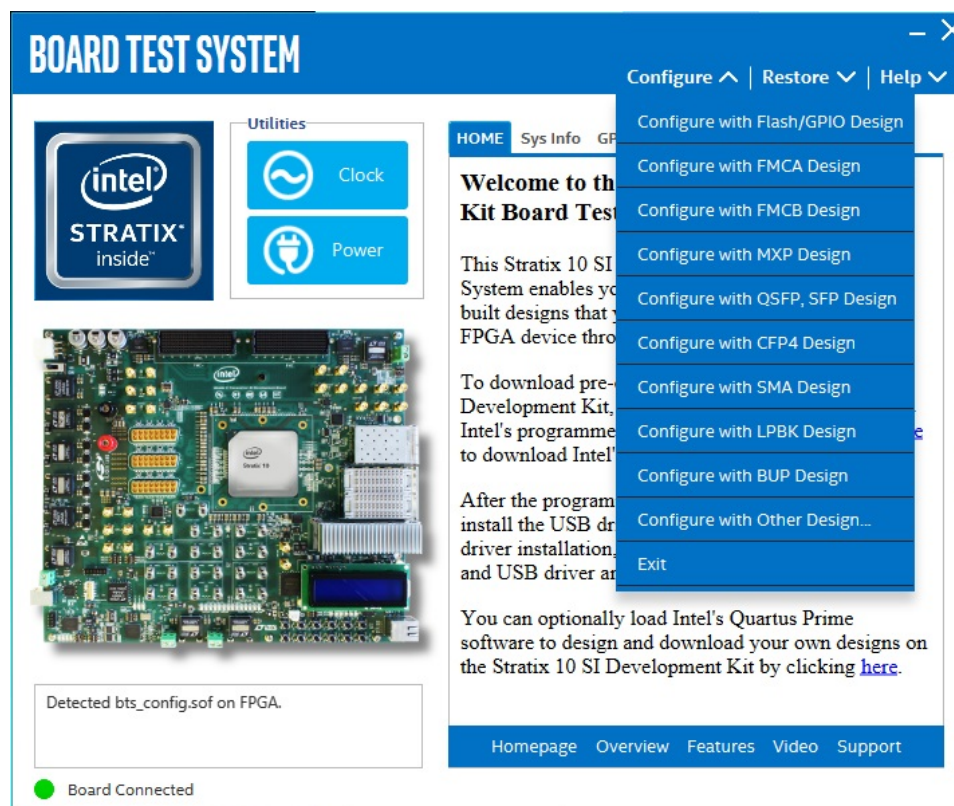 BOARD TEST SYSTEM
Configure | Restore | Help
Configure with Flash/GPIO Design
Configure with FMCA Design
Configure with FMCB Design
Configure with MXP Design
Configure with QSFP, SFP Design
Configure with CFP4 Design
Configure with SMA Design
Configure with LPBK Design
Configure with BUP Design
Configure with Other Design...
Exit
intel
STRATIX
inside™
Utilities
Clock
Power
HOME Sys Info
Welcome to th
Kit Board Test
This Stratix 10 SI
System enables
built designs that
FPGA device thro
To download pre-
Development Kit,
Intel's programme
to download Intel'
After the program
install the USB dr
driver installation,
and USB driver
You can optionally load Intel's Quartus Prime
software to design and download your own designs on
the Stratix 10 SI Development Kit by clicking here.
intel
intel
Stratix 10
Detected bts_config.sof on FPGA.
Homepage Overview Features Video Support
Board Connected